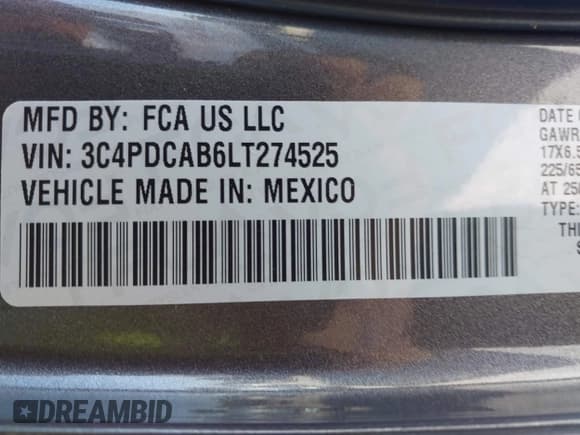 MFD BY: FCA US LLC
VIN: 3C4PDCAB6LT274525
VEHICLE MADE IN: MEXICO
DATE
GAWR
17X6.5
225/65
AT 25
TYPE:
DREAMBID